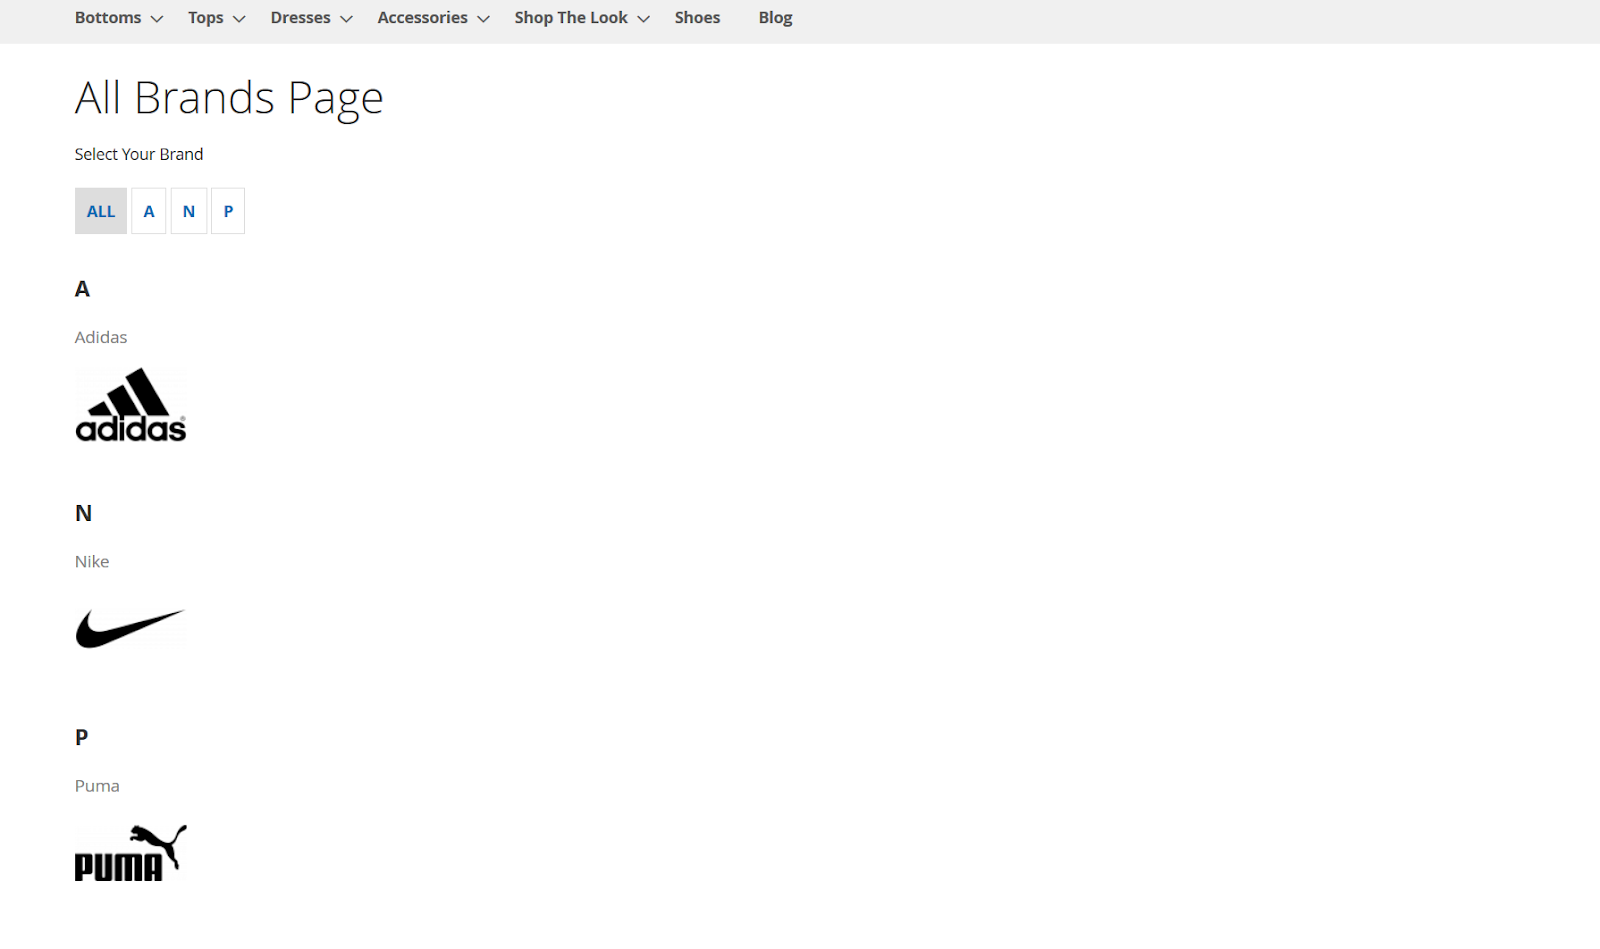 Bottoms Tops Dresses Accessories Shop The Look Shoes Blog
All Brands Page
Select Your Brand
ALL A N P
A
Adidas
adidas®
N
Nike
P
Puma
PUMA